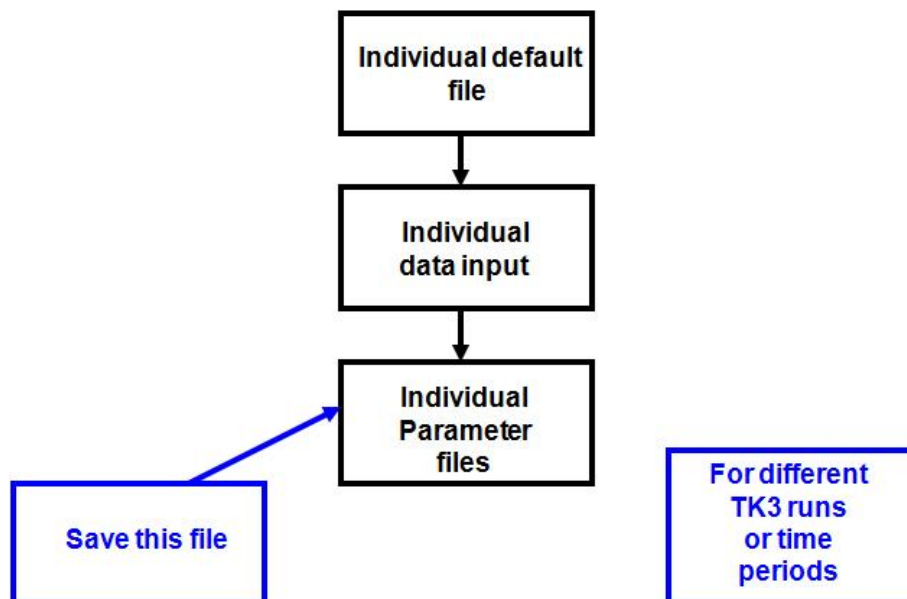 Individual default
file
Individual
data input
Individual
Parameter
files
Save this file
For different
TK3 runs
or time
periods